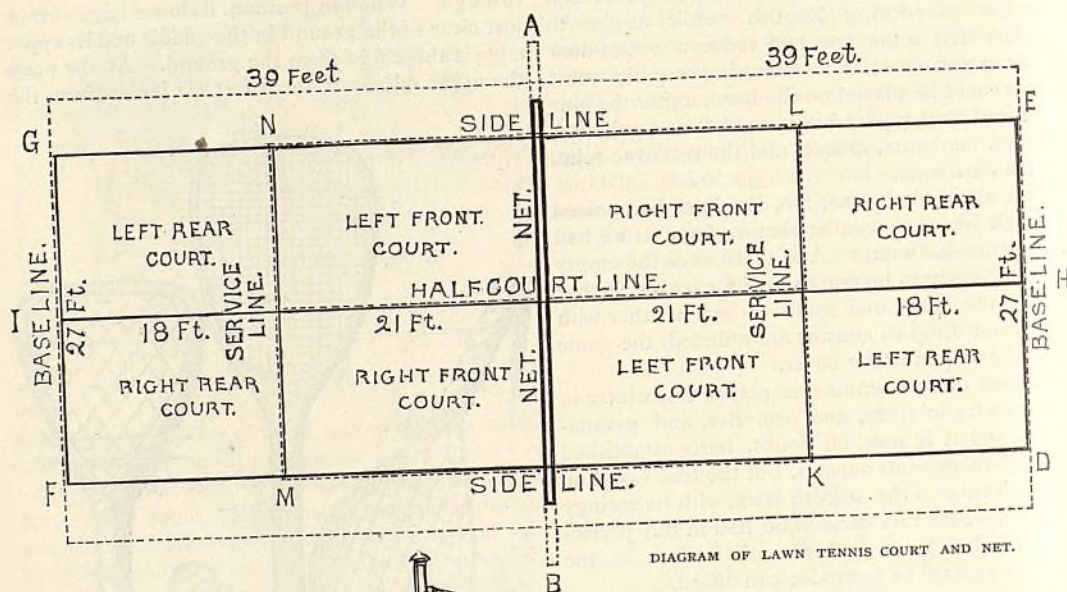 A
39 Feet
39 Feet.
G
N
SIDE LINE
L
E
LEFT REAR
COURT.
LEFT FRONT.
COURT.
NET.
RIGHT FRONT
COURT.
RIGHT REAR
COURT.
BASE LINE.
27 Ft.
SERVICE
LINE.
HALFCOURT LINE.
SERVICE
LINE.
27 Ft.
BASE LINE.
I
18 Ft.
21 Ft.
21 Ft.
18 Ft.
H
RIGHT REAR
COURT.
RIGHT FRONT
COURT.
NET.
LEET FRONT
COURT.
LEFT REAR
COURT.
F
M
SIDE LINE.
K
D
B
DIAGRAM OF LAWN TENNIS COURT AND NET.